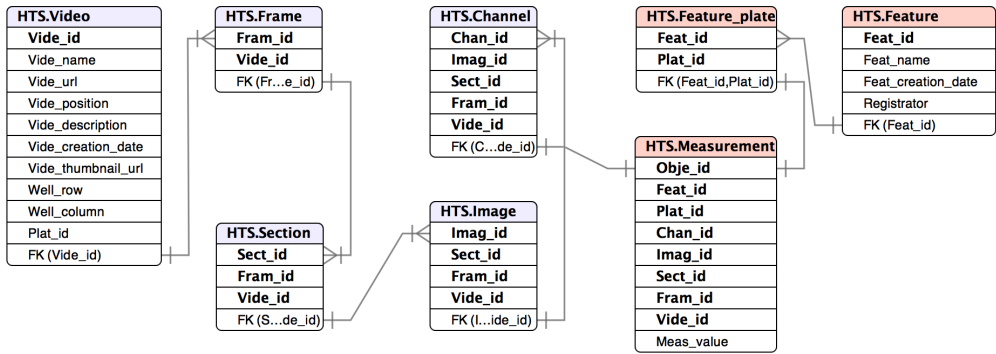 HTS.Video
Vide_id
Vide_name
Vide_url
Vide_position
Vide_description
Vide_creation_date
Vide_thumbnail_url
Well_row
Well_column
Plat_id
FK (Vide_id)
HTS.Frame
Fram_id
Vide_id
FK (Fr...e_id)
HTS.Section
Sect_id
Fram_id
Vide_id
FK (S...de_id)
HTS.Channel
Chan_id
Imag_id
Sect_id
Fram_id
Vide_id
FK (C...de_id)
HTS.Image
Imag_id
Sect_id
Fram_id
Vide_id
FK (I...ide_id)
HTS.Feature_plate
Feat_id
Plat_id
FK (Feat_id,Plat_id)
HTS.Measurement
Obje_id
Feat_id
Plat_id
Chan_id
Imag_id
Sect_id
Fram_id
Vide_id
Meas_value
HTS.Feature
Feat_id
Feat_name
Feat_creation_date
Registrator
FK (Feat_id)